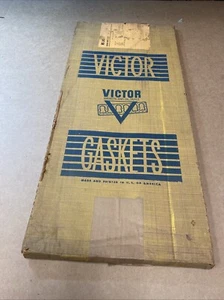 VICTOR
VICTOR
GASKETS
MADE AND PRINTED IN U.S. OF AMERICA